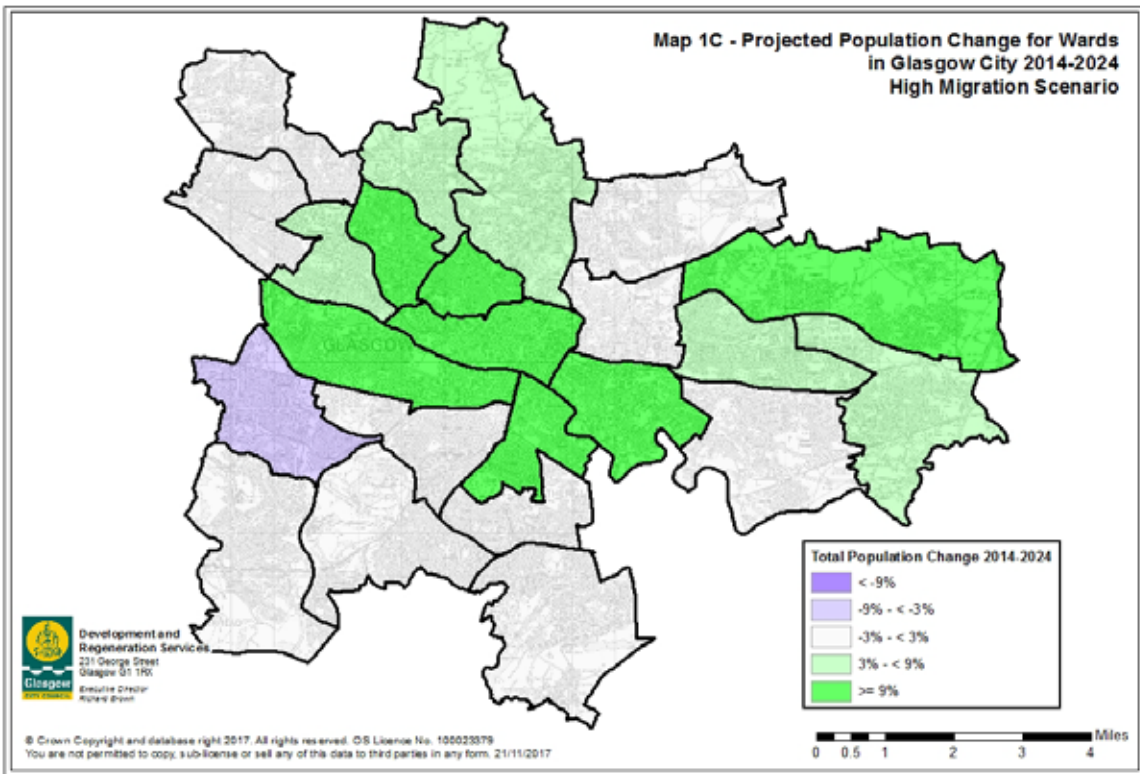 Map 1C - Projected Population Change for Wards
in Glasgow City 2014-2024
High Migration Scenario
GLASGOW
Total Population Change 2014-2024
< -9%
-9% - < -3%
-3% - < 3%
3% - < 9%
>= 9%
Development and
Regeneration Services
231 George Street
Glasgow G1 1RX
Executive Director
Richard Brown
Glasgow
CITY COUNCIL
© Crown Copyright and database right 2017. All rights reserved. OS Licence No. 100023379
You are not permitted to copy, sub-license or sell any of this data to third parties in any form. 21/11/2017
Miles
0 0.5 1 2 3 4